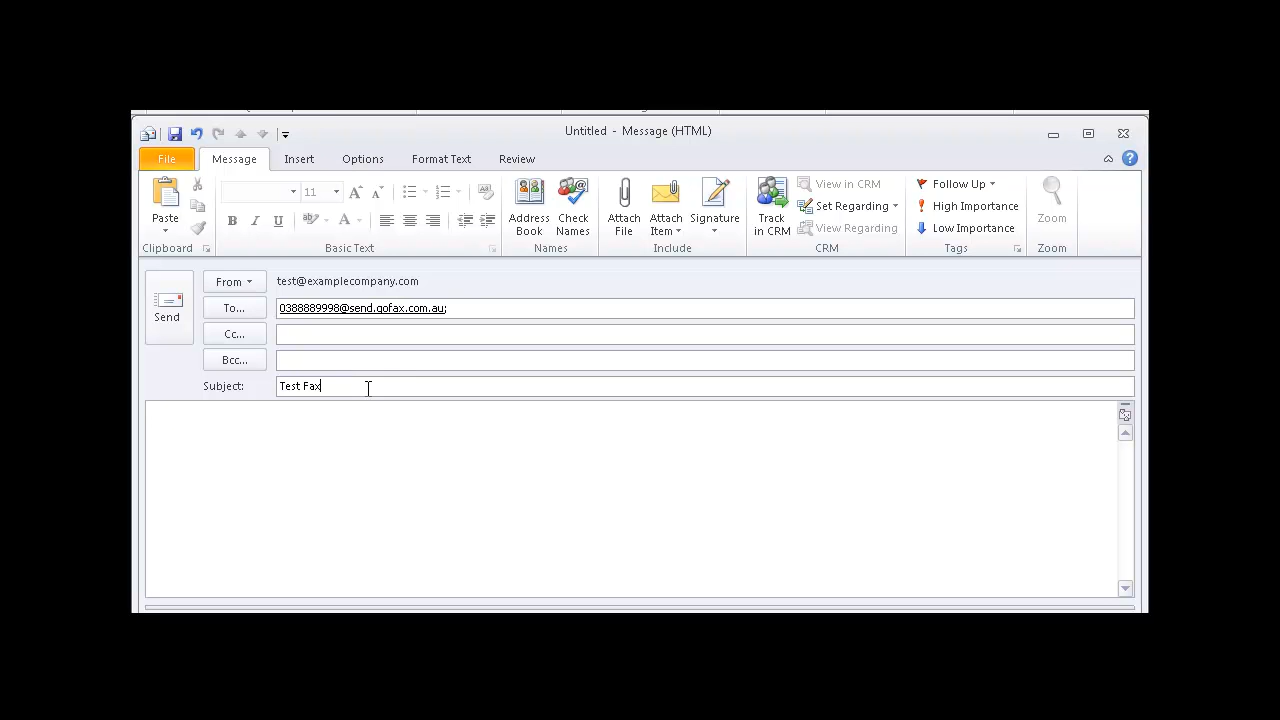 Untitled - Message (HTML)
File Message Insert Options Format Text Review
11
Paste
Address Book
Check Names
Attach File
Attach Item
Signature
Track in CRM
View in CRM
Set Regarding
View Regarding
Follow Up
High Importance
Low Importance
Zoom
Clipboard Basic Text Names Include CRM Tags Zoom
Send
From test@examplecompany.com
To... 0388889998@send.gofax.com.au;
Cc...
Bcc...
Subject: Test Fax